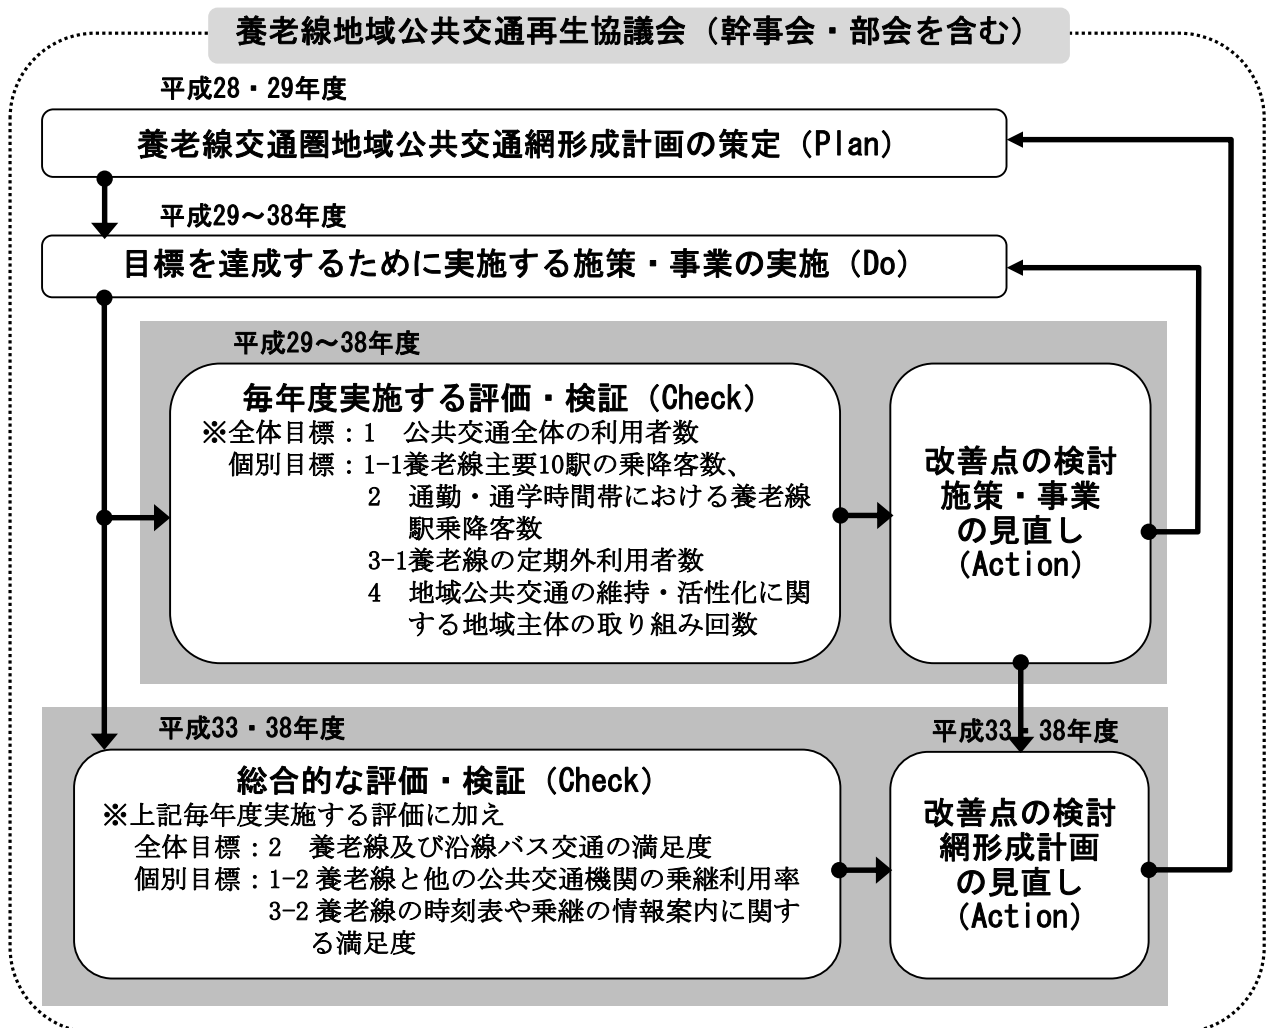 養老線地域公共交通再生協議会（幹事会・部会を含む）
平成28・29年度
養老線交通圏地域公共交通網形成計画の策定（Plan）
平成29～38年度
目標を達成するために実施する施策・事業の実施（Do）
平成29～38年度
毎年度実施する評価・検証（Check）
※全体目標：1　公共交通全体の利用者数
個別目標：1-1養老線主要10駅の乗降客数、
2　通勤・通学時間帯における養老線
駅乗降客数
3-1養老線の定期外利用者数
4　地域公共交通の維持・活性化に関
する地域主体の取り組み回数
改善点の検討
施策・事業
の見直し
（Action）
平成33・38年度
総合的な評価・検証（Check）
※上記毎年度実施する評価に加え
全体目標：2　養老線及び沿線バス交通の満足度
個別目標：1-2 養老線と他の公共交通機関の乗継利用率
3-2 養老線の時刻表や乗継の情報案内に関す
る満足度
平成33・38年度
改善点の検討
網形成計画
の見直し
（Action）